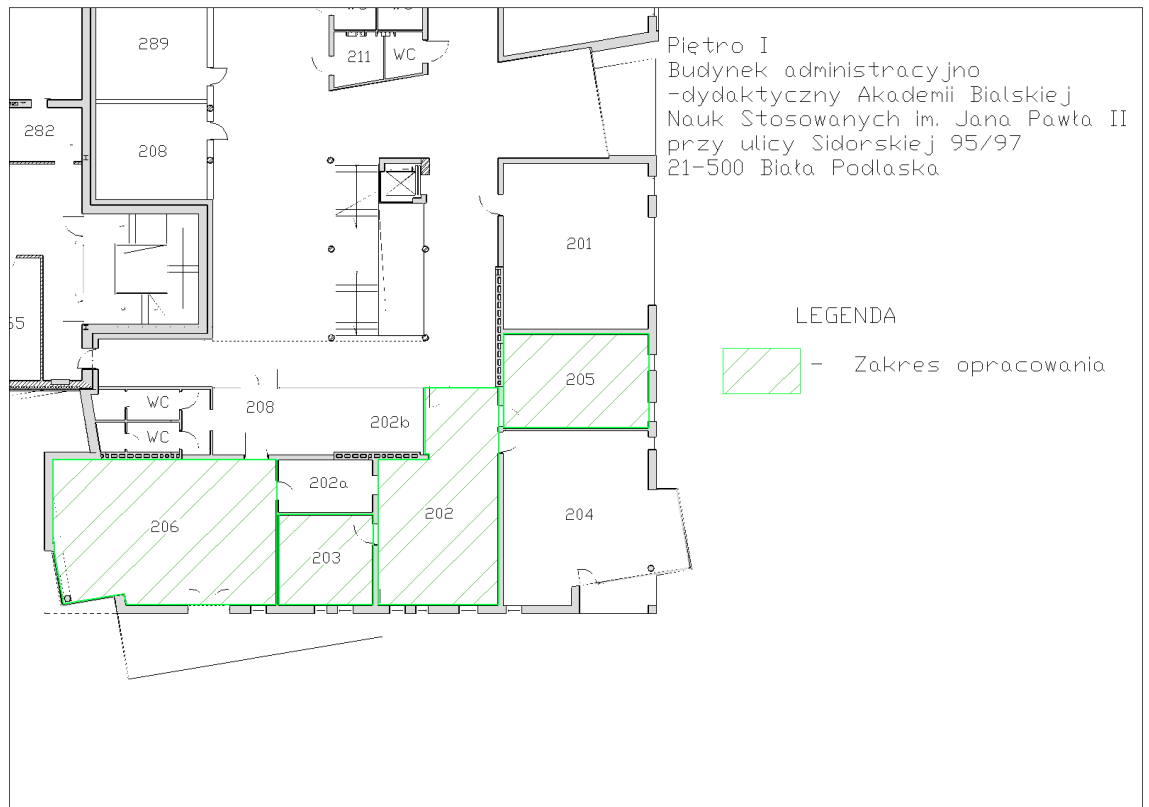 289
211
WC
282
208
201
65
205
WC
208
202b
WC
202a
206
203
202
204
Piętro I
Budynek administracyjno
-dydaktyczny Akademii Bialskiej
Nauk Stosowanych im. Jana Pawła II
przy ulicy Sidorskiej 95/97
21-500 Biała Podlaska
LEGENDA
- Zakres opracowania